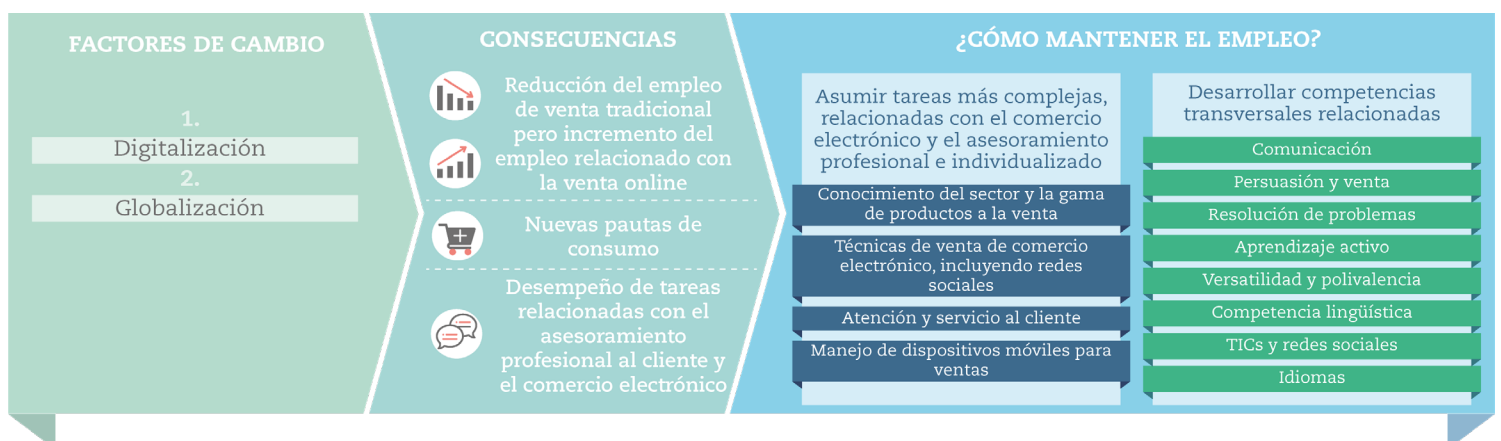 FACTORES DE CAMBIO
1.
Digitalización
2.
Globalización
CONSECUENCIAS
Reducción del empleo
de venta tradicional
pero incremento del
empleo relacionado con
la venta online
Nuevas pautas de
consumo
Desempeño de tareas
relacionadas con el
asesoramiento
profesional al cliente y
el comercio electrónico
¿CÓMO MANTENER EL EMPLEO?
Asumir tareas más complejas,
relacionadas con el comercio
electrónico y el asesoramiento
profesional e individualizado
Conocimiento del sector y la gama
de productos a la venta
Técnicas de venta de comercio
electrónico, incluyendo redes
sociales
Atención y servicio al cliente
Manejo de dispositivos móviles para
ventas
Desarrollar competencias
transversales relacionadas
Comunicación
Persuasión y venta
Resolución de problemas
Aprendizaje activo
Versatilidad y polivalencia
Competencia lingüística
TICs y redes sociales
Idiomas